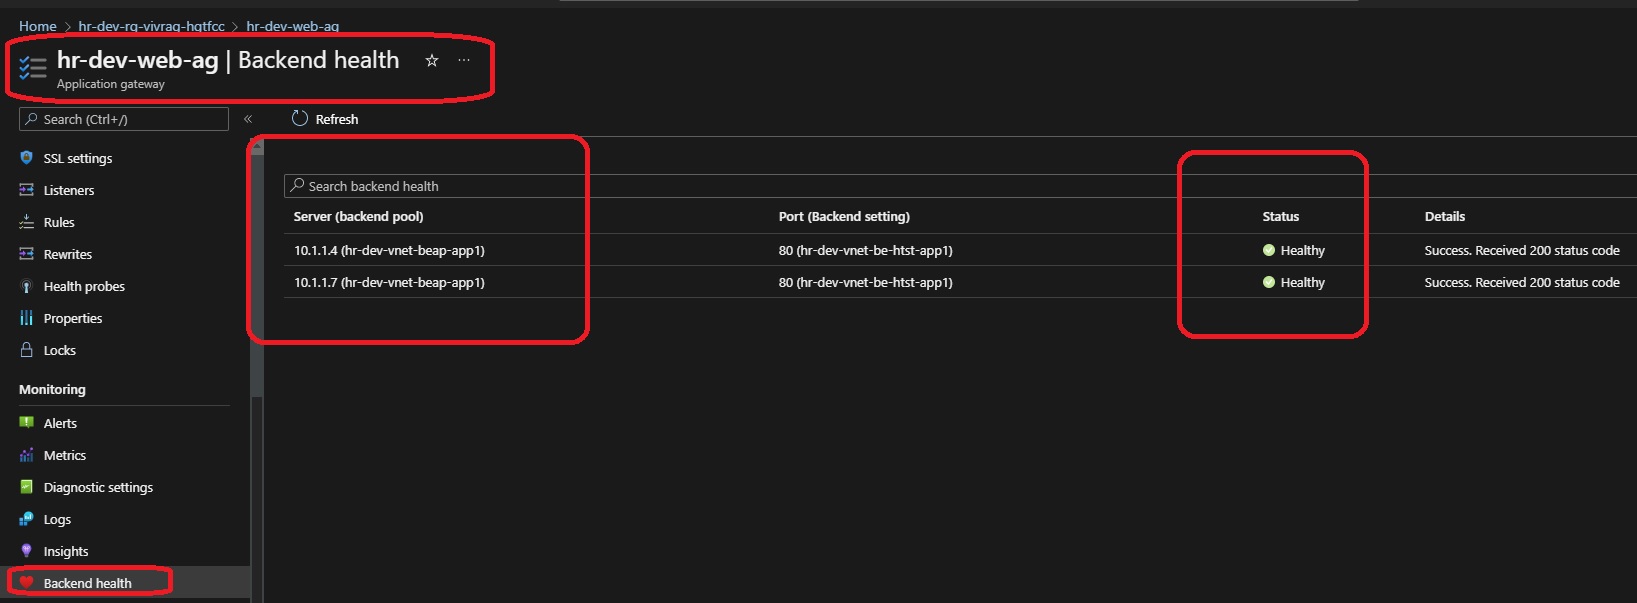 Home > hr-dev-rg-vivraq-hqtfcc > hr-dev-web-ag
hr-dev-web-ag | Backend health ☆ ···
Application gateway
Search (Ctrl+/) «
Refresh
SSL settings
Listeners
Rules
Rewrites
Health probes
Properties
Locks
Monitoring
Alerts
Metrics
Diagnostic settings
Logs
Insights
Backend health
Search backend health
Server (backend pool) Port (Backend setting) Status Details
10.1.1.4 (hr-dev-vnet-beap-app1) 80 (hr-dev-vnet-be-htst-app1) Healthy Success. Received 200 status code
10.1.1.7 (hr-dev-vnet-beap-app1) 80 (hr-dev-vnet-be-htst-app1) Healthy Success. Received 200 status code